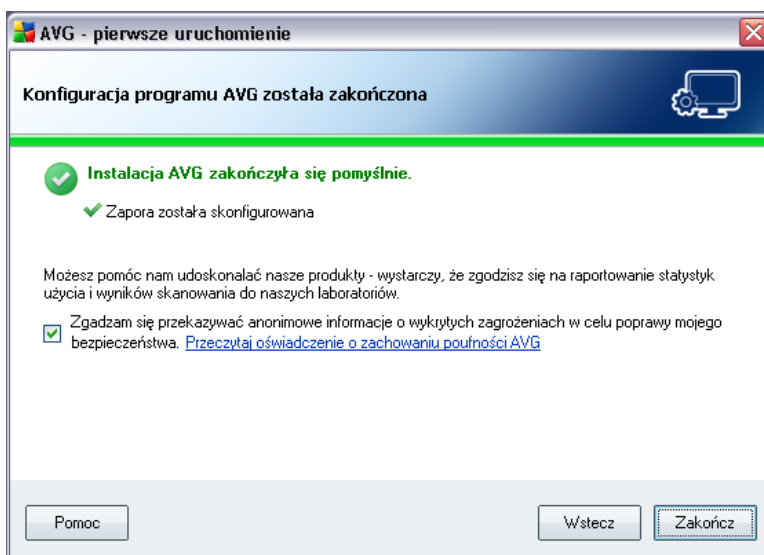 AVG - pierwsze uruchomienie
Konfiguracja programu AVG została zakończona
Instalacja AVG zakończyła się pomyślnie.
Zapora została skonfigurowana
Możesz pomóc nam udoskonalać nasze produkty - wystarczy, że zgodzisz się na raportowanie statystyk
użycia i wyników skanowania do naszych laboratoriów.
Zgadzam się przekazywać anonimowe informacje o wykrytych zagrożeniach w celu poprawy mojego
bezpieczeństwa. Przeczytaj oświadczenie o zachowaniu poufności AVG
Pomoc
Wstecz
Zakończ